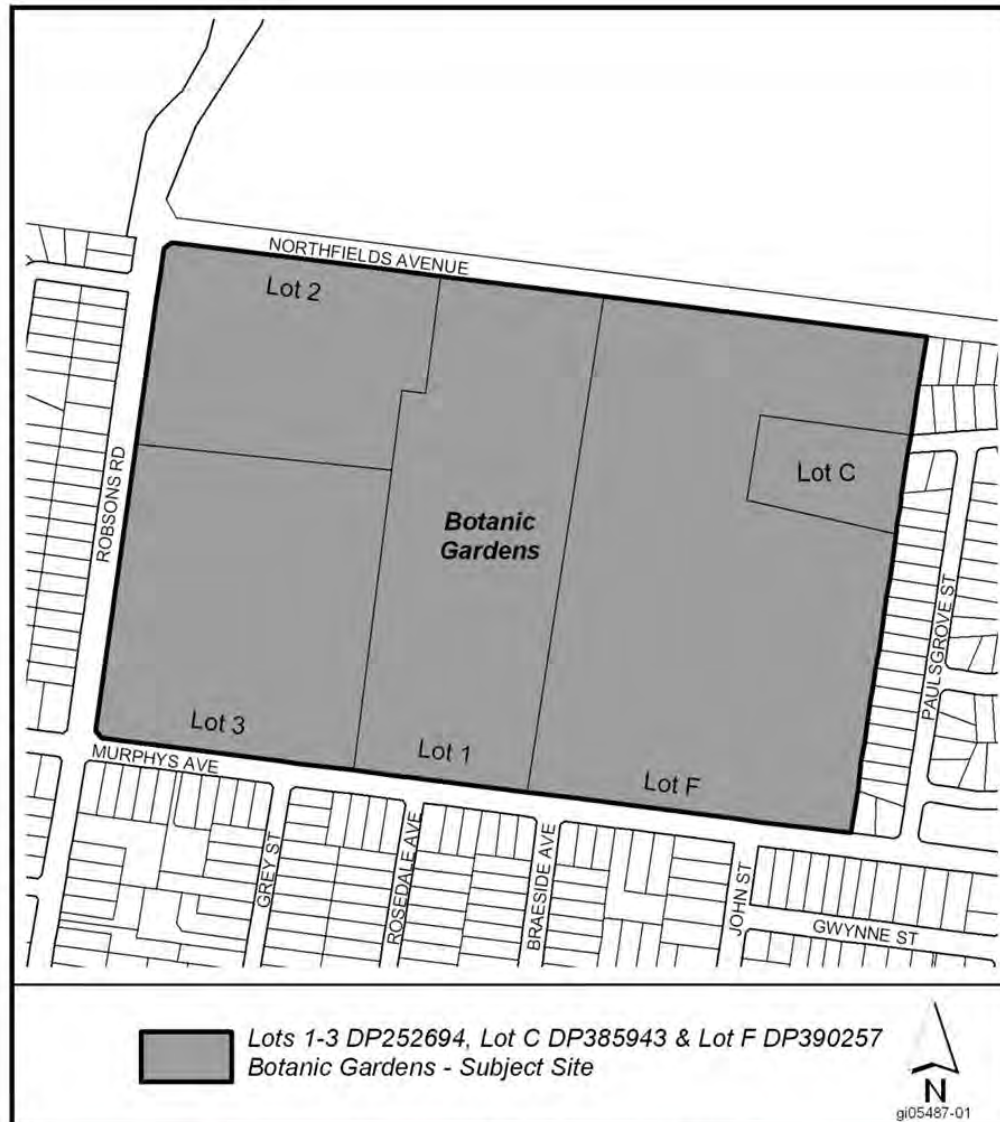 NORTHFIELDS AVENUE
Lot 2
Lot C
ROBSONS RD
Botanic
Gardens
PAULSGROVE ST
Lot 3
Lot 1
Lot F
MURPHYS AVE
GREY ST
ROSEDALE AVE
BRAESIDE AVE
JOHN ST
GWYNNE ST
Lots 1-3 DP252694, Lot C DP385943 & Lot F DP390257
Botanic Gardens - Subject Site
N
gi05487-01